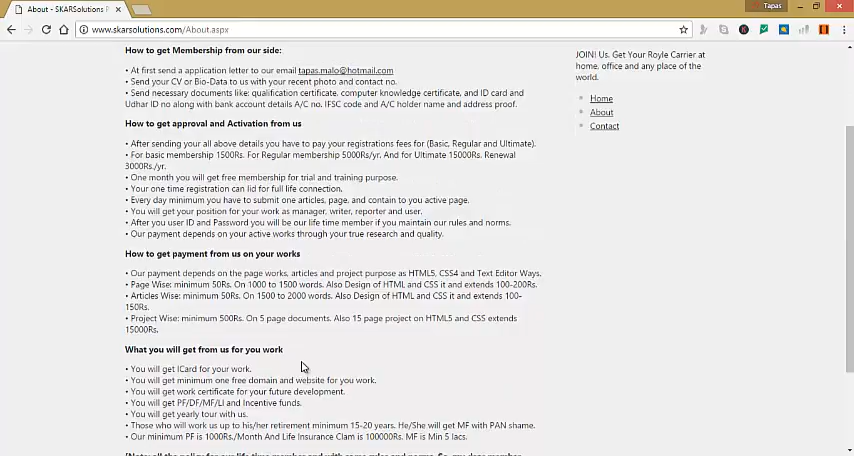 About - SKARSolutions P
Tapas
www.skarsolutions.com/About.aspx
How to get Membership from our side:
• At first send a application letter to our email tapas.malo@hotmail.com
• Send your CV or Bio-Data to us with your recent photo and contact no.
• Send necessary documents like: qualification certificate, computer knowledge certificate, and ID card and
Udhar ID no along with bank account details A/C no. IFSC code and A/C holder name and address proof.
How to get approval and Activation from us
• After sending your all above details you have to pay your registrations fees for (Basic, Regular and Ultimate).
• For basic membership 1500Rs. For Regular membership 5000Rs/yr. And for Ultimate 15000Rs. Renewal
3000Rs./yr.
• One month you will get free membership for trial and training purpose.
• Your one time registration can lid for full life connection.
• Every day minimum you have to submit one articles, page, and contain to you active page.
• You will get your position for your work as manager, writer, reporter and user.
• After you user ID and Password you will be our life time member if you maintain our rules and norms.
• Our payment depends on your active works through your true research and quality.
How to get payment from us on your works
• Our payment depends on the page works, articles and project purpose as HTML5, CSS4 and Text Editor Ways.
• Page Wise: minimum 50Rs. On 1000 to 1500 words. Also Design of HTML and CSS it and extends 100-200Rs.
• Articles Wise: minimum 50Rs. On 1500 to 2000 words. Also Design of HTML and CSS it and extends 100-
150Rs.
• Project Wise: minimum 500Rs. On 5 page documents. Also 15 page project on HTML5 and CSS extends
15000Rs.
What you will get from us for you work
• You will get ICard for your work.
• You will get minimum one free domain and website for you work.
• You will get work certificate for your future development.
• You will get PF/DF/MF/LI and Incentive funds.
• You will get yearly tour with us.
• Those who will work us up to his/her retirement minimum 15-20 years. He/She will get MF with PAN shame.
• Our minimum PF is 1000Rs./Month And Life Insurance Clam is 100000Rs. MF is Min 5 lacs.
[Note: all the policy for our life time member and with some rules and norms. So, any dear member
JOIN! Us. Get Your Royle Carrier at
home, office and any place of the
world.
Home
About
Contact